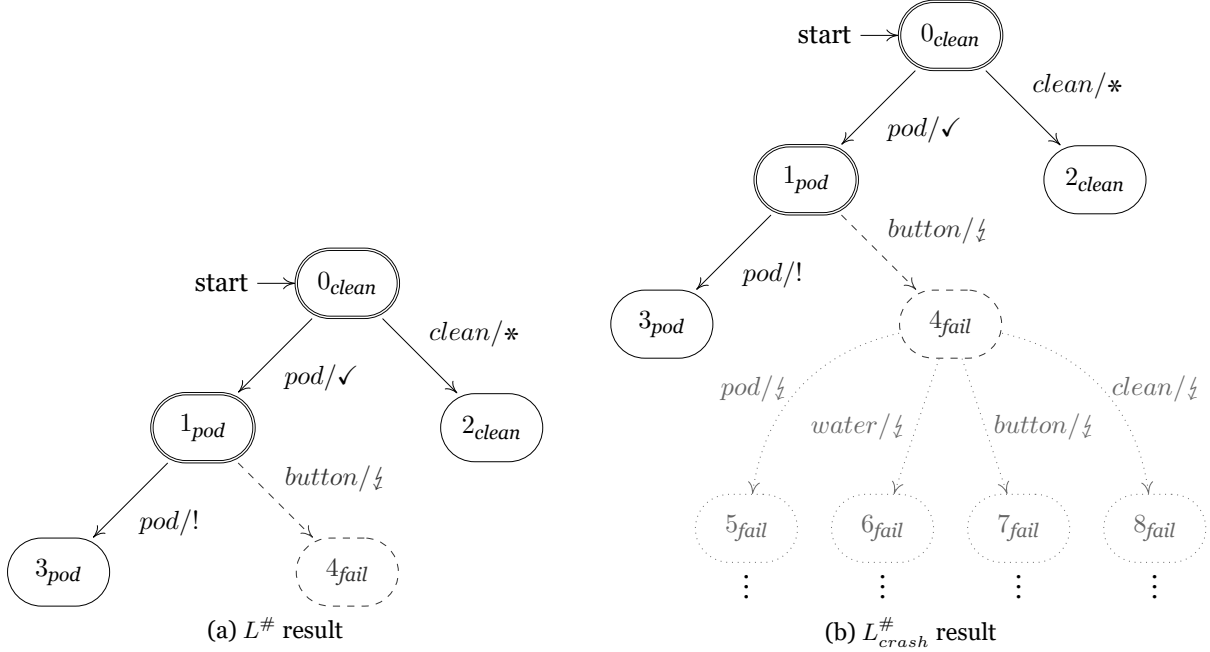 start 0clean
clean/*
pod/✓
1pod 2clean
button/↯
pod/!
3pod 4fail
(a) L# result
start 0clean
clean/*
pod/✓
1pod 2clean
button/↯
pod/!
3pod 4fail
pod/↯ clean/↯
water/↯ button/↯
5fail 6fail 7fail 8fail
⋮ ⋮ ⋮ ⋮
(b) L#crash result